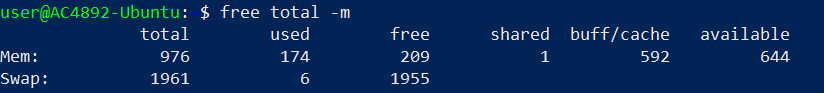 user@AC4892-Ubuntu: $ free total -m
total used free shared buff/cache available
Mem: 976 174 209 1 592 644
Swap: 1961 6 1955